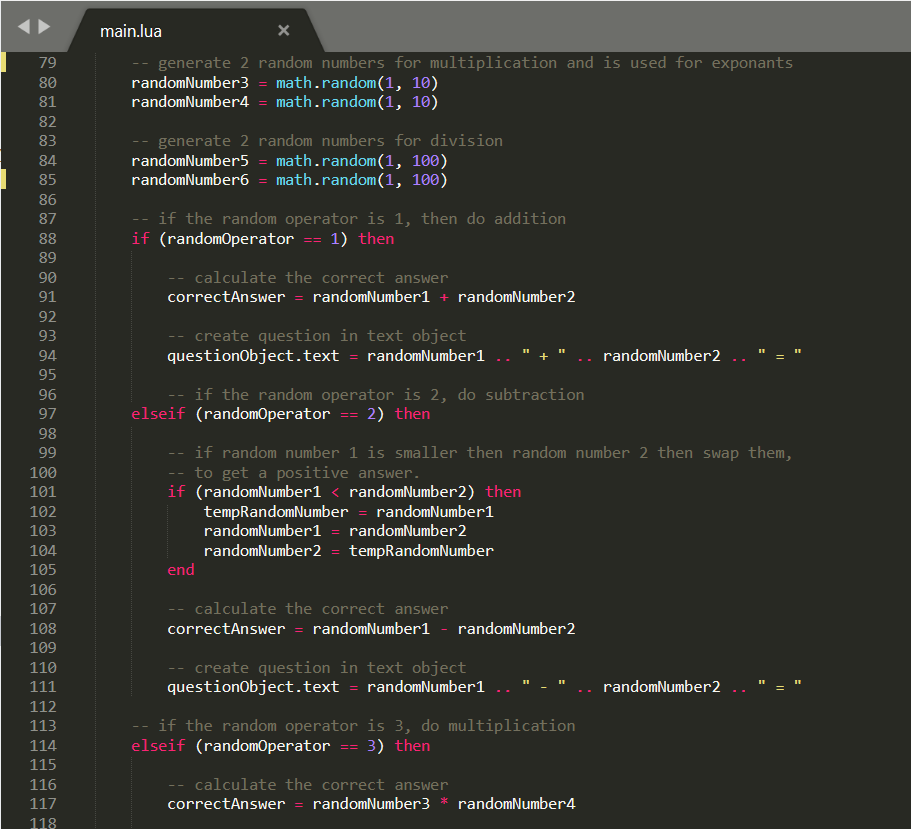 main.lua
79 -- generate 2 random numbers for multiplication and is used for exponants
80 randomNumber3 = math.random(1, 10)
81 randomNumber4 = math.random(1, 10)
82
83 -- generate 2 random numbers for division
84 randomNumber5 = math.random(1, 100)
85 randomNumber6 = math.random(1, 100)
86
87 -- if the random operator is 1, then do addition
88 if (randomOperator == 1) then
89
90 -- calculate the correct answer
91 correctAnswer = randomNumber1 + randomNumber2
92
93 -- create question in text object
94 questionObject.text = randomNumber1 .. " + " .. randomNumber2 .. " = "
95
96 -- if the random operator is 2, do subtraction
97 elseif (randomOperator == 2) then
98
99 -- if random number 1 is smaller then random number 2 then swap them,
100 -- to get a positive answer.
101 if (randomNumber1 < randomNumber2) then
102 tempRandomNumber = randomNumber1
103 randomNumber1 = randomNumber2
104 randomNumber2 = tempRandomNumber
105 end
106
107 -- calculate the correct answer
108 correctAnswer = randomNumber1 - randomNumber2
109
110 -- create question in text object
111 questionObject.text = randomNumber1 .. " - " .. randomNumber2 .. " = "
112
113 -- if the random operator is 3, do multiplication
114 elseif (randomOperator == 3) then
115
116 -- calculate the correct answer
117 correctAnswer = randomNumber3 * randomNumber4
118